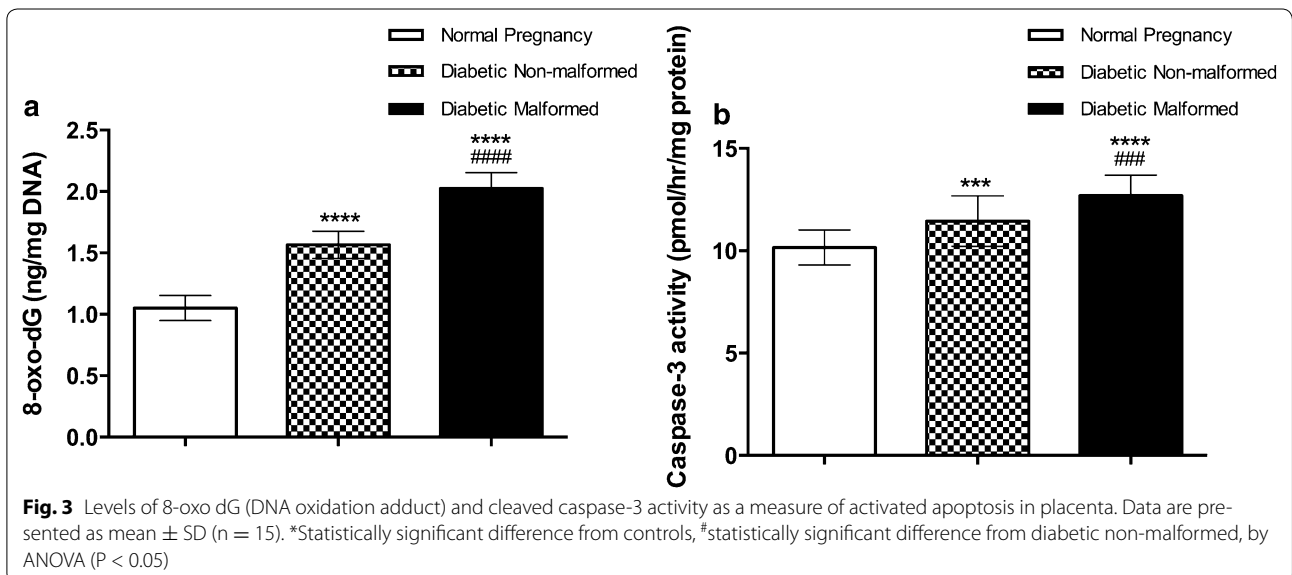 Normal Pregnancy
Diabetic Non-malformed
Diabetic Malformed
a
8-oxo-dG (ng/mg DNA)
2.5
2.0
1.5
1.0
0.5
0.0
****
****
####
Normal Pregnancy
Diabetic Non-malformed
Diabetic Malformed
b
Caspase-3 activity (pmol/hr/mg protein)
15
10
5
0
***
****
###
Fig. 3 Levels of 8-oxo dG (DNA oxidation adduct) and cleaved caspase-3 activity as a measure of activated apoptosis in placenta. Data are pre-
sented as mean ± SD (n = 15). *Statistically significant difference from controls, #statistically significant difference from diabetic non-malformed, by
ANOVA (P < 0.05)